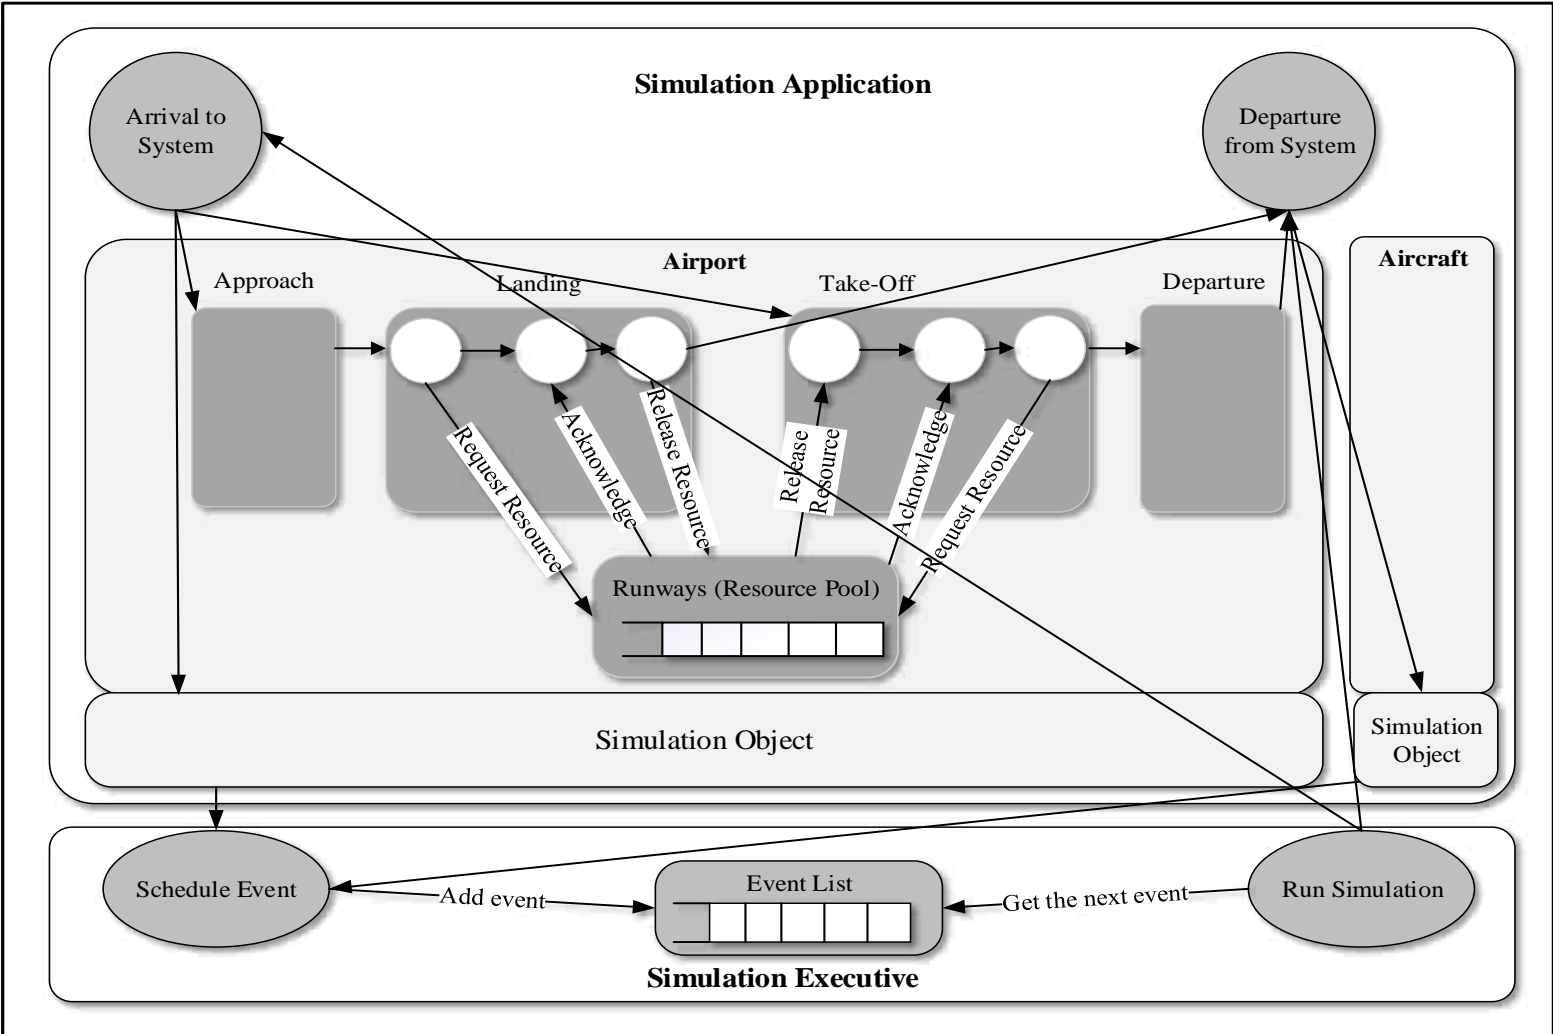 Simulation Application
Arrival to
System
Departure
from System
Airport
Aircraft
Approach
Landing
Take-Off
Departure
Request Resource
Acknowledge
Release Resource
Release
Resource
Acknowledge
Request Resource
Runways (Resource Pool)
Simulation Object
Simulation
Object
Schedule Event
Add event
Event List
Get the next event
Run Simulation
Simulation Executive